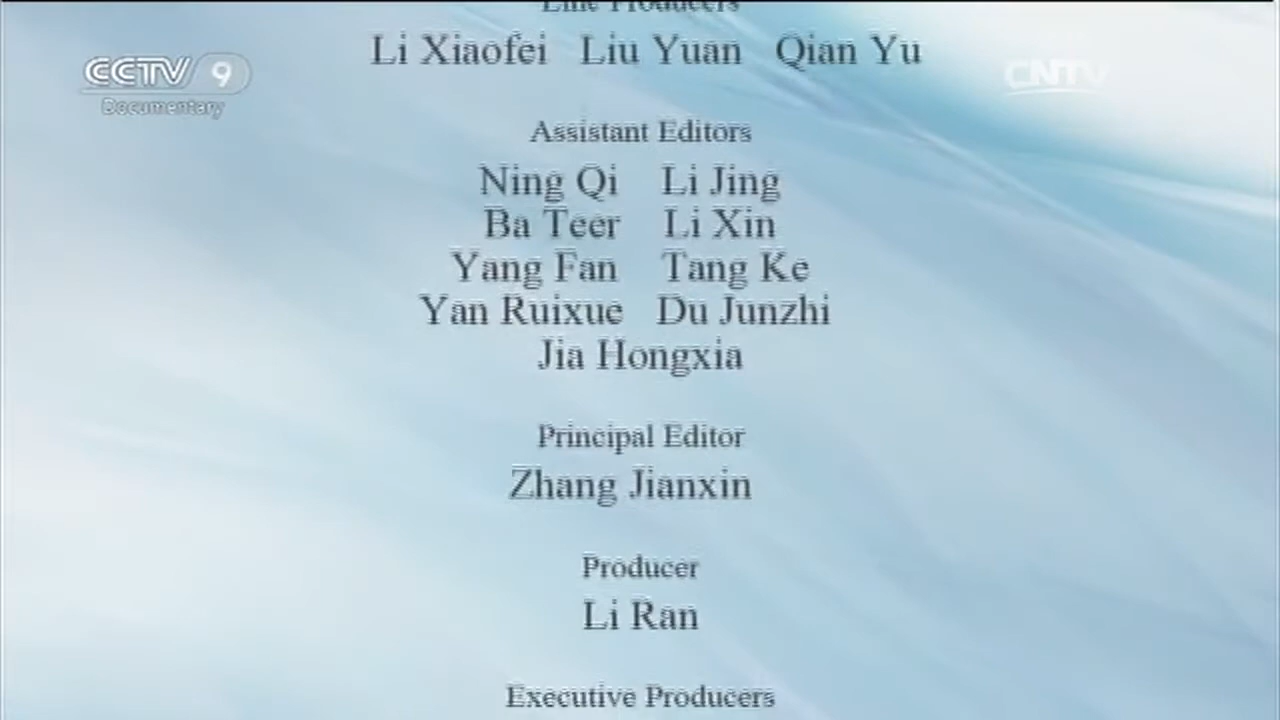 Line Producers
CCTV 9
Documentary
CNTV
Li Xiaofei Liu Yuan Qian Yu
Assistant Editors
Ning Qi Li Jing
Ba Teer Li Xin
Yang Fan Tang Ke
Yan Ruixue Du Junzhi
Jia Hongxia
Principal Editor
Zhang Jianxin
Producer
Li Ran
Executive Producers